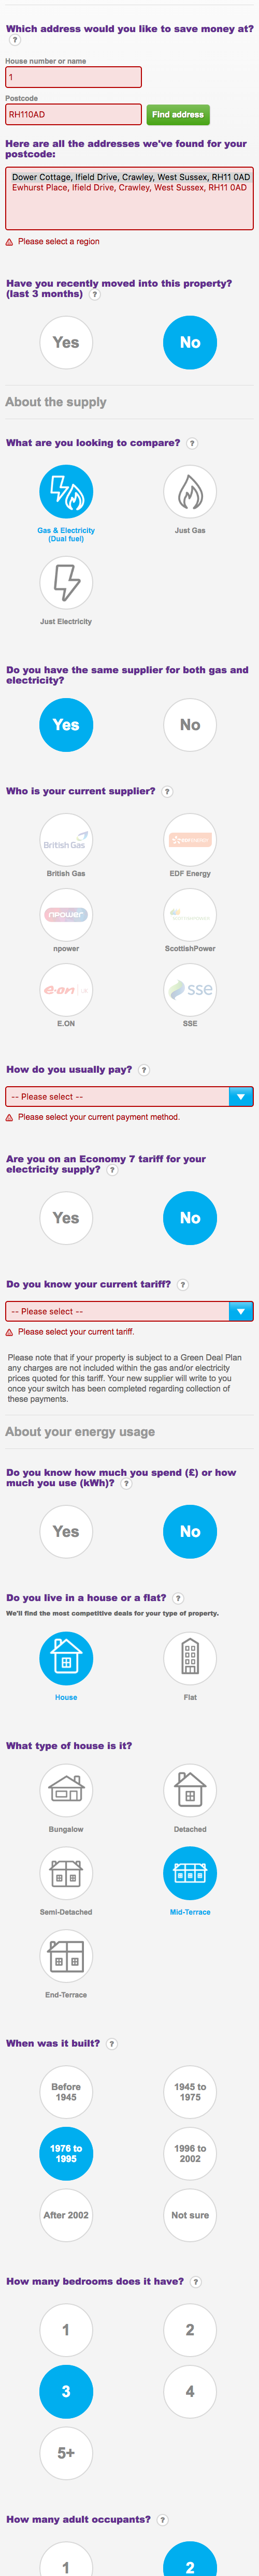 Which address would you like to save money at?
?
House number or name
1
Postcode
RH110AD
Find address
Here are all the addresses we've found for your
postcode:
Dower Cottage, Ifield Drive, Crawley, West Sussex, RH11 0AD
Ewhurst Place, Ifield Drive, Crawley, West Sussex, RH11 0AD
Please select a region
Have you recently moved into this property?
(last 3 months) ?
Yes No
About the supply
What are you looking to compare? ?
Gas & Electricity
(Dual fuel)
Just Gas
Just Electricity
Do you have the same supplier for both gas and
electricity?
Yes No
Who is your current supplier? ?
British Gas
British Gas
EDF Energy
npower
npower
ScottishPower
e·on UK
sse
E.ON
SSE
How do you usually pay? ?
-- Please select --
Please select your current payment method.
Are you on an Economy 7 tariff for your
electricity supply? ?
Yes No
Do you know your current tariff? ?
-- Please select --
Please select your current tariff.
Please note that if your property is subject to a Green Deal Plan
any charges are not included within the gas and/or electricity
prices quoted for this tariff. Your new supplier will write to you
once your switch has been completed regarding collection of
these payments.
About your energy usage
Do you know how much you spend (£) or how
much you use (kWh)? ?
Yes No
Do you live in a house or a flat? ?
We'll find the most competitive deals for your type of property.
House
Flat
What type of house is it?
Bungalow
Detached
Semi-Detached
Mid-Terrace
End-Terrace
When was it built? ?
Before
1945
1945 to
1975
1976 to
1995
1996 to
2002
After 2002
Not sure
How many bedrooms does it have? ?
1 2
3 4
5+
How many adult occupants? ?
1 2